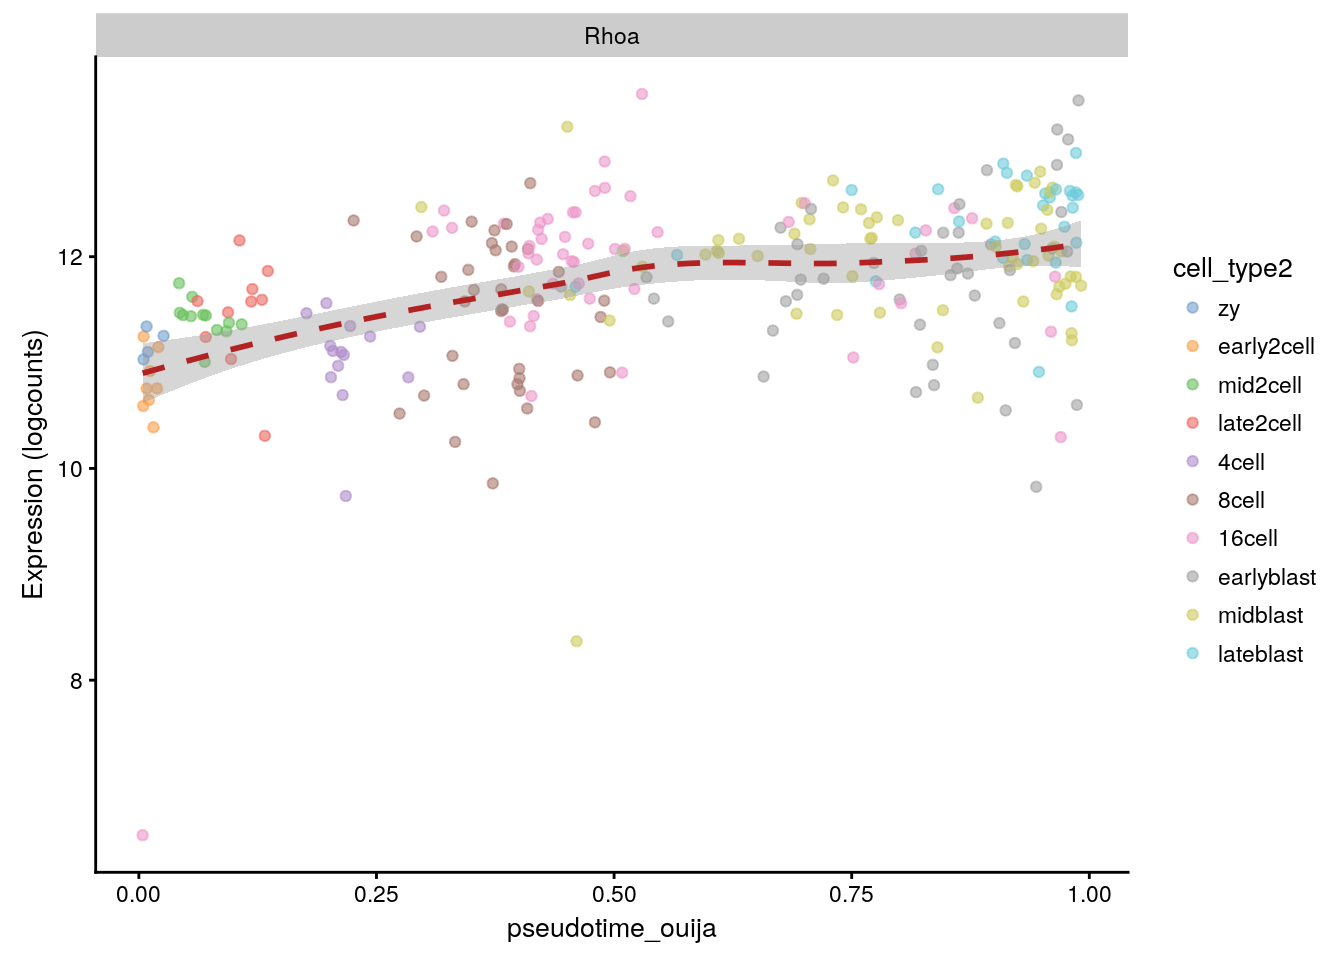 Rhoa
Expression (logcounts)
12
10
8
0.00 0.25 0.50 0.75 1.00
pseudotime_ouija
cell_type2
zy
early2cell
mid2cell
late2cell
4cell
8cell
16cell
earlyblast
midblast
lateblast